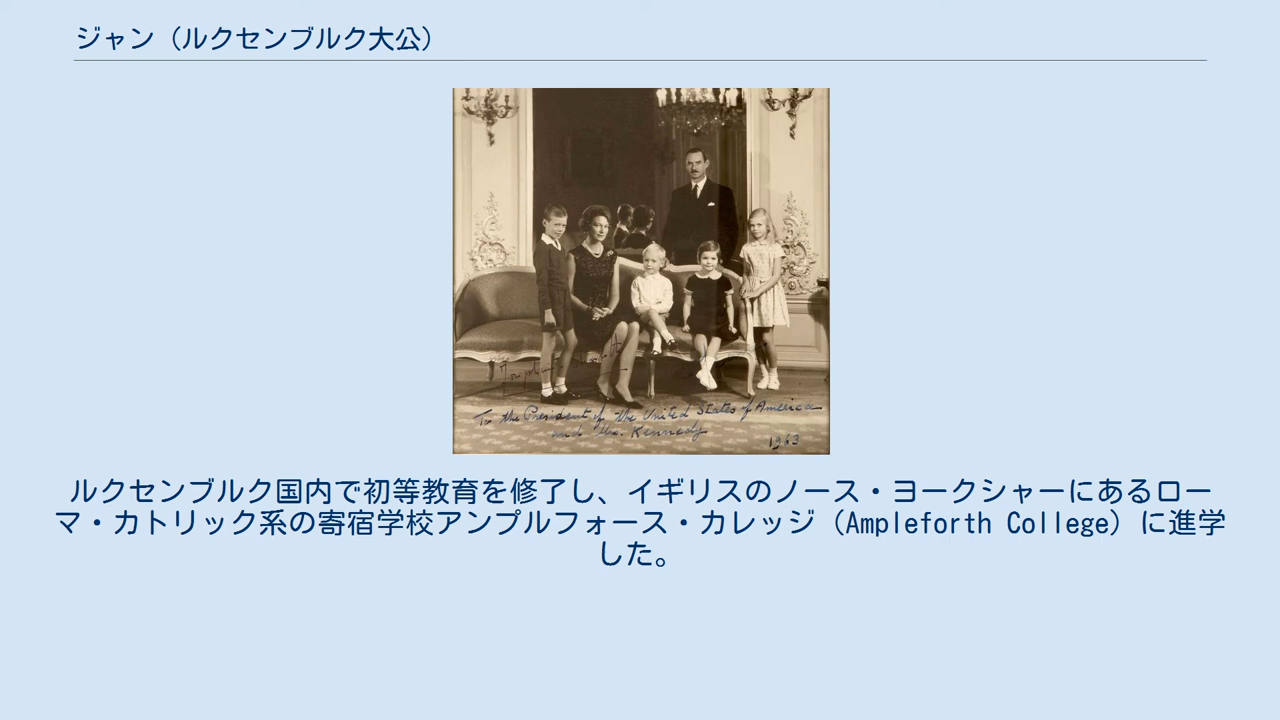 ジャン（ルクセンブルク大公）
To the President of the United States of America
and Mrs. Kennedy
1963
ルクセンブルク国内で初等教育を修了し、イギリスのノース・ヨークシャーにあるロー
マ・カトリック系の寄宿学校アンプルフォース・カレッジ（Ampleforth College）に進学
した。